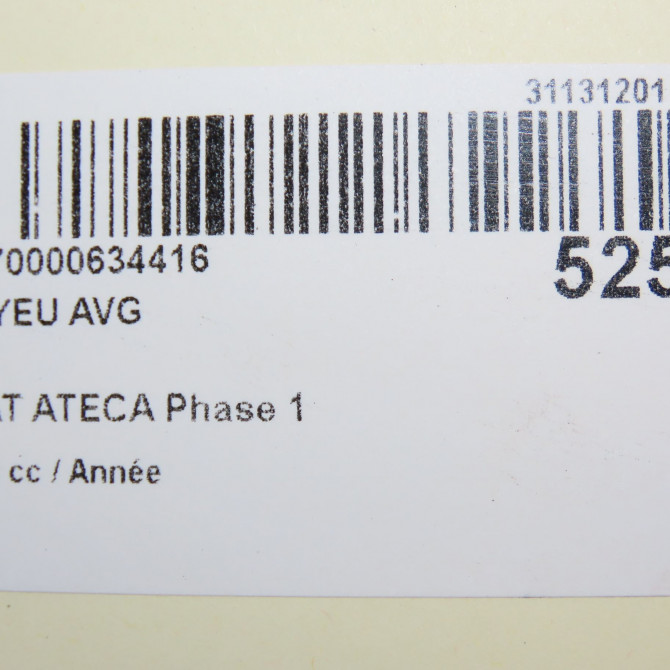 31131201
70000634416
525
YEU AVG
AT ATECA Phase 1
cc / Année